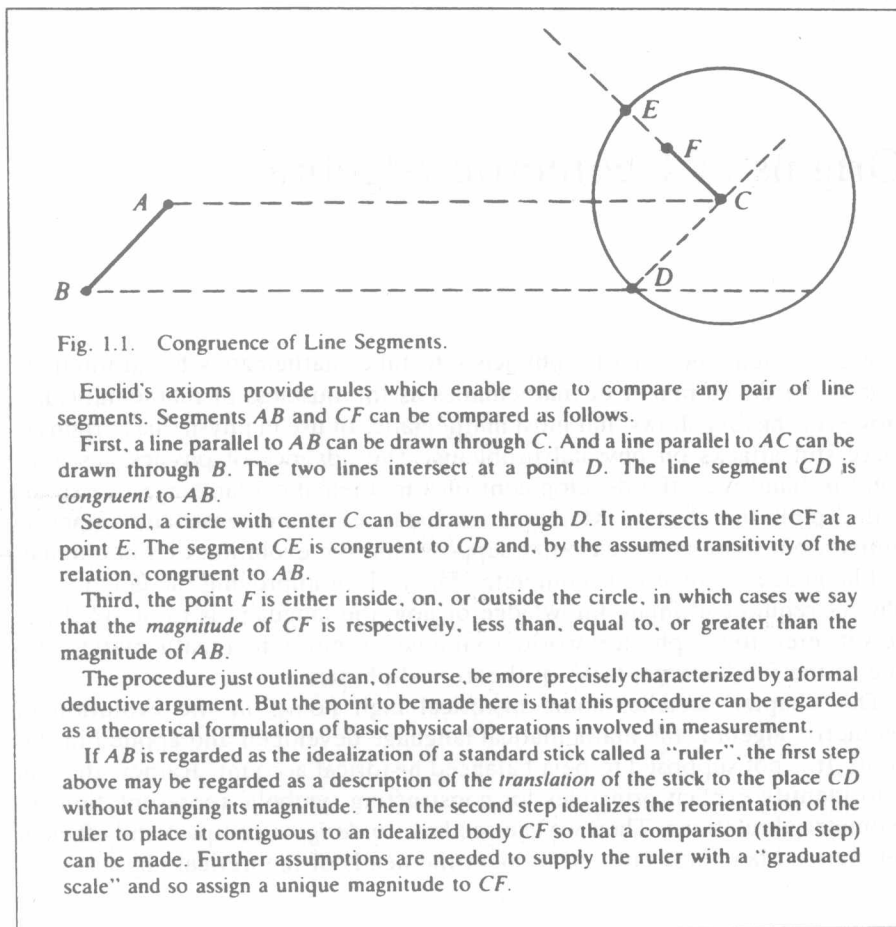 E
F
A
C
B
D
Fig. 1.1. Congruence of Line Segments.
Euclid's axioms provide rules which enable one to compare any pair of line
segments. Segments AB and CF can be compared as follows.
First, a line parallel to AB can be drawn through C. And a line parallel to AC can be
drawn through B. The two lines intersect at a point D. The line segment CD is
congruent to AB.
Second, a circle with center C can be drawn through D. It intersects the line CF at a
point E. The segment CE is congruent to CD and, by the assumed transitivity of the
relation, congruent to AB.
Third, the point F is either inside, on, or outside the circle, in which cases we say
that the magnitude of CF is respectively, less than, equal to, or greater than the
magnitude of AB.
The procedure just outlined can, of course, be more precisely characterized by a formal
deductive argument. But the point to be made here is that this procedure can be regarded
as a theoretical formulation of basic physical operations involved in measurement.
If AB is regarded as the idealization of a standard stick called a "ruler", the first step
above may be regarded as a description of the translation of the stick to the place CD
without changing its magnitude. Then the second step idealizes the reorientation of the
ruler to place it contiguous to an idealized body CF so that a comparison (third step)
can be made. Further assumptions are needed to supply the ruler with a "graduated
scale" and so assign a unique magnitude to CF.